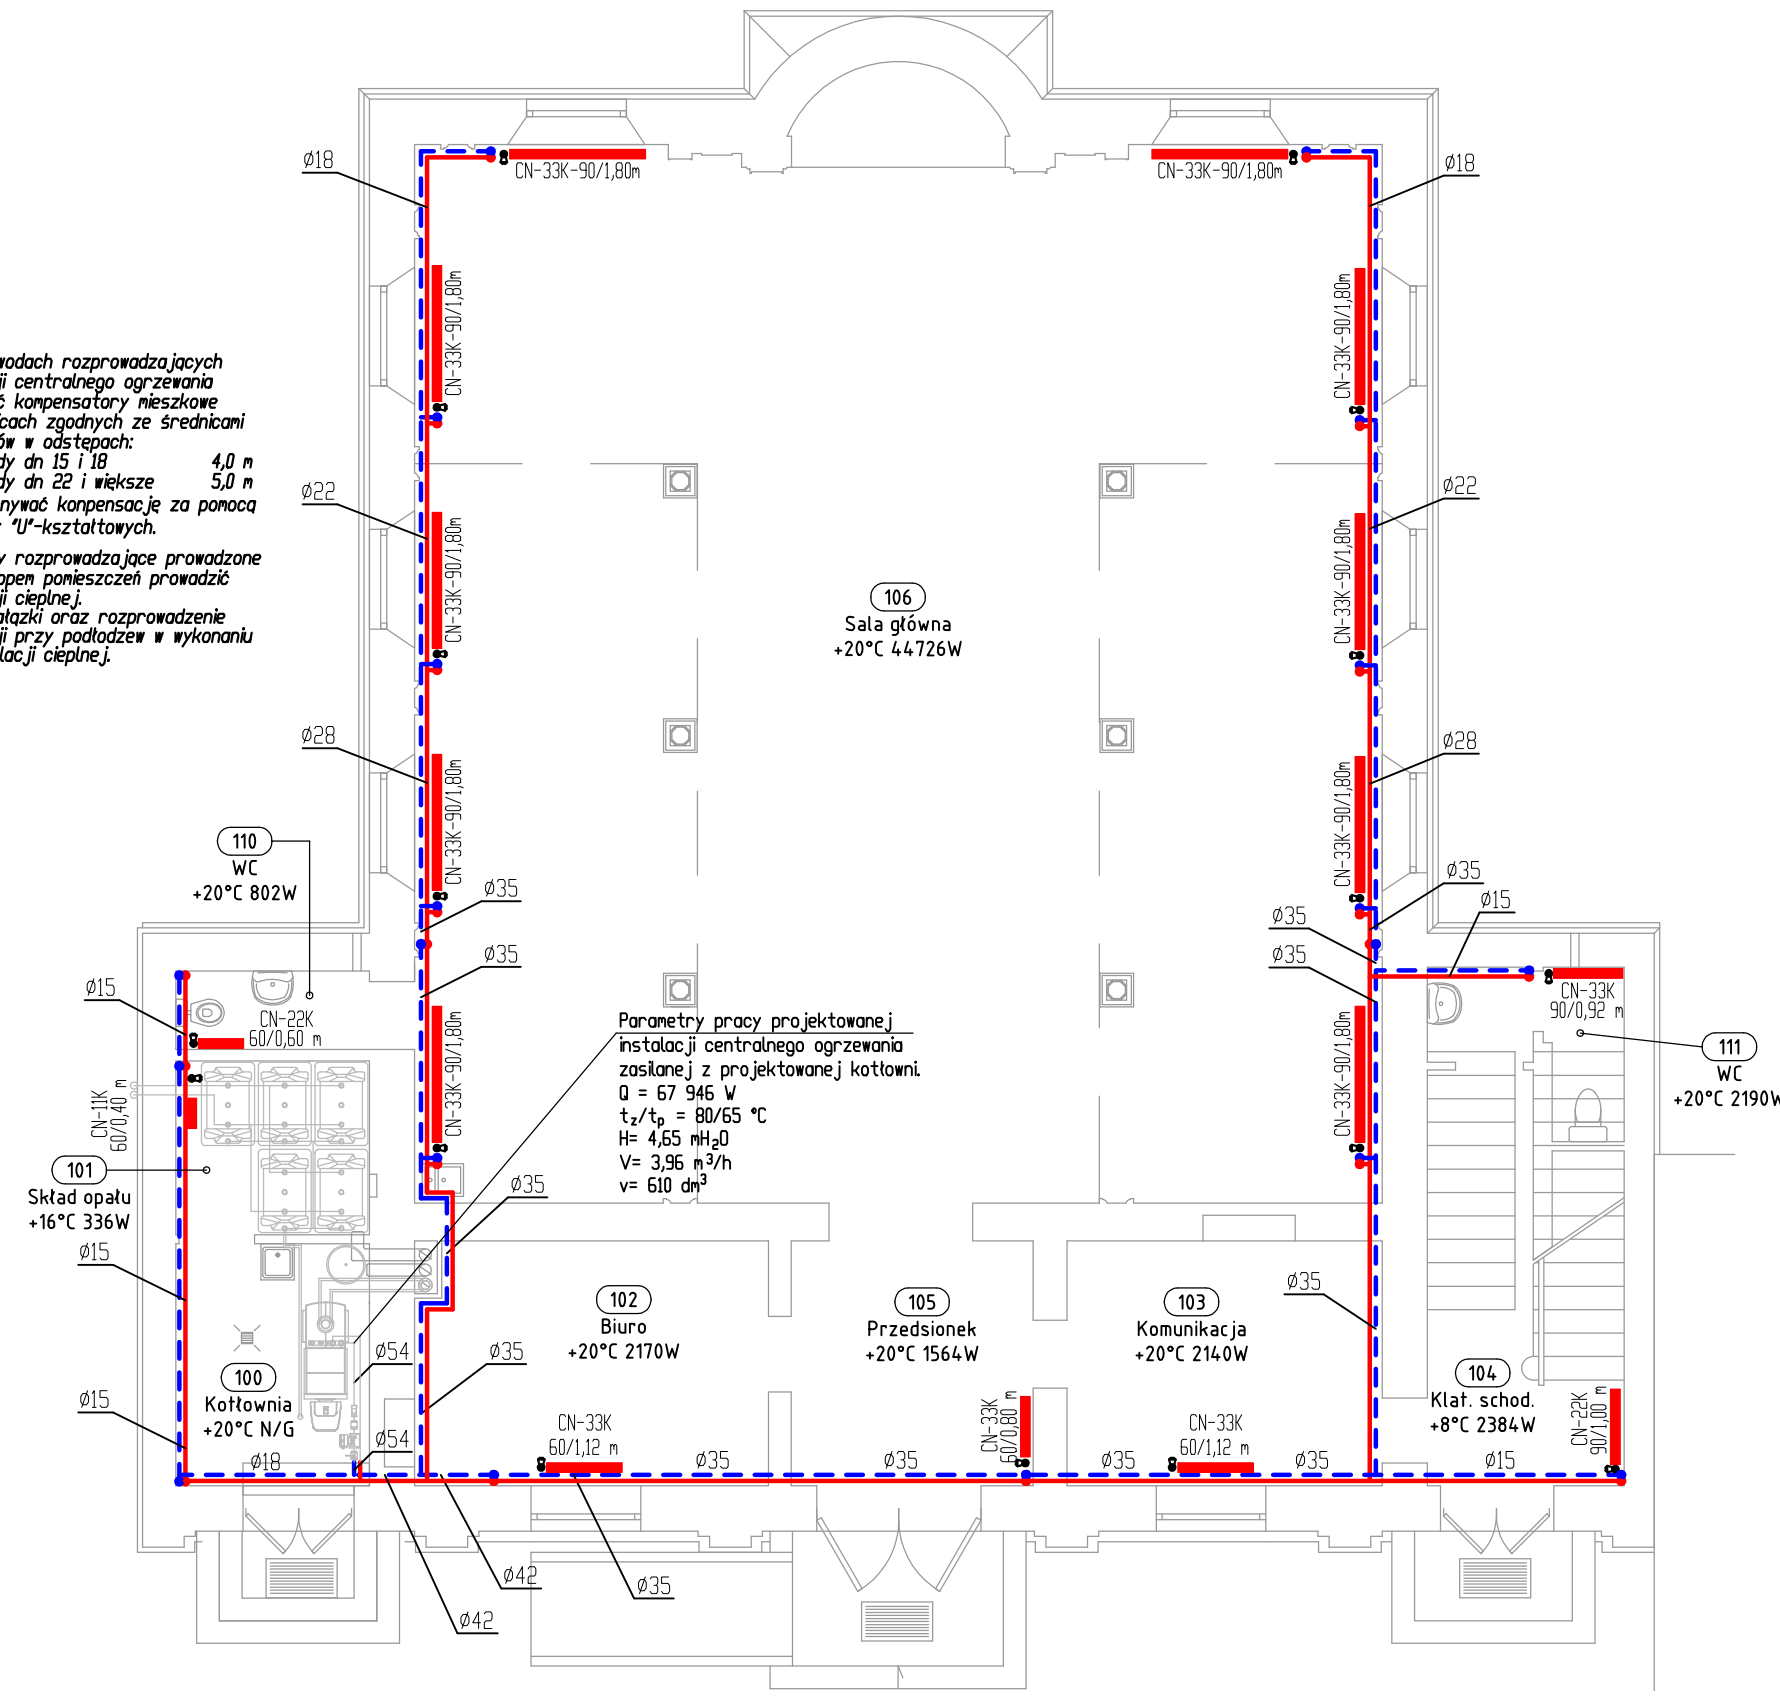 wodach rozprowadzających
ji centralnego ogrzewania
ć kompensatory mieszkowe
icach zgodnych ze średnicami
ów w odstępach:
dy dn 15 i 18 4,0 m
dy dn 22 i większe 5,0 m
nywać konpensację za pomocą
r "U"-kształtowych.
y rozprowadzające prowadzone
opem pomieszczeń prowadzić
ji cieplnej.
ałązki oraz rozprowadzenie
ji przy podłodzew w wykonaniu
lacji cieplnej.
Ø18
CN-33K-90/1,80m
CN-33K-90/1,80m
Ø18
CN-33K-90/1,80m
CN-33K-90/1,80m
Ø22
Ø22
CN-33K-90/1,80m
CN-33K-90/1,80m
106
Sala główna
+20°C 44726W
Ø28
Ø28
CN-33K-90/1,80m
CN-33K-90/1,80m
110
WC
+20°C 802W
Ø35
Ø35
Ø35
Ø15
Ø35
Ø35
Ø15
CN-22K
60/0,60 m
CN-33K
90/0,92 m
111
WC
+20°C 2190W
CN-33K-90/1,80m
CN-33K-90/1,80m
Parametry pracy projektowanej
instalacji centralnego ogrzewania
zasilanej z projektowanej kotłowni.
Q = 67 946 W
tz/tp = 80/65 °C
H= 4,65 mH2O
V= 3,96 m³/h
v= 610 dm³
CN-11K
60/0,40 m
101
Skład opału
+16°C 336W
Ø35
Ø15
Ø35
102
Biuro
+20°C 2170W
105
Przedsionek
+20°C 1564W
103
Komunikacja
+20°C 2140W
Ø54
Ø35
100
Kotłownia
+20°C N/G
104
Klat. schod.
+8°C 2384W
Ø15
Ø54
CN-33K
60/1,12 m
CN-33K
60/0,80 m
CN-33K
60/1,12 m
CN-22K
90/1,00 m
Ø18
Ø35
Ø35
Ø35
Ø35
Ø15
Ø42
Ø35
Ø42